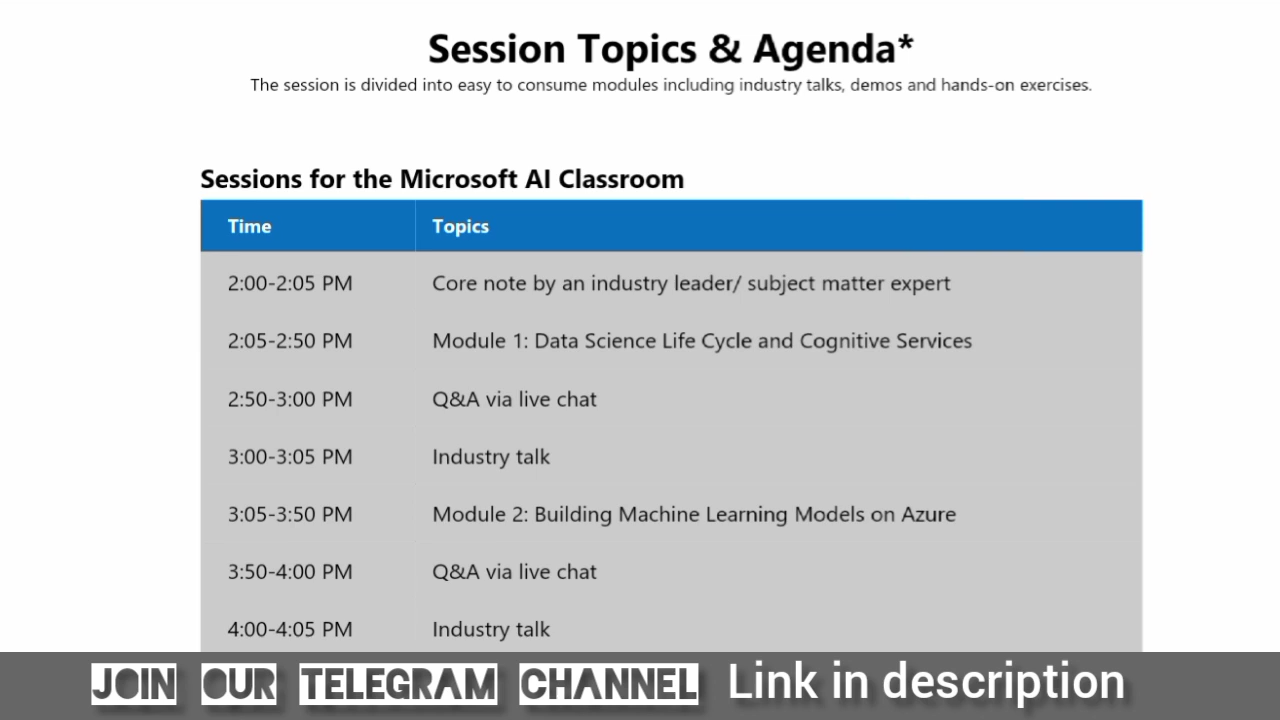 Session Topics & Agenda*
The session is divided into easy to consume modules including industry talks, demos and hands-on exercises.
Sessions for the Microsoft AI Classroom
Time Topics
2:00-2:05 PM Core note by an industry leader/ subject matter expert
2:05-2:50 PM Module 1: Data Science Life Cycle and Cognitive Services
2:50-3:00 PM Q&A via live chat
3:00-3:05 PM Industry talk
3:05-3:50 PM Module 2: Building Machine Learning Models on Azure
3:50-4:00 PM Q&A via live chat
4:00-4:05 PM Industry talk
JOIN OUR TELEGRAM CHANNEL Link in description